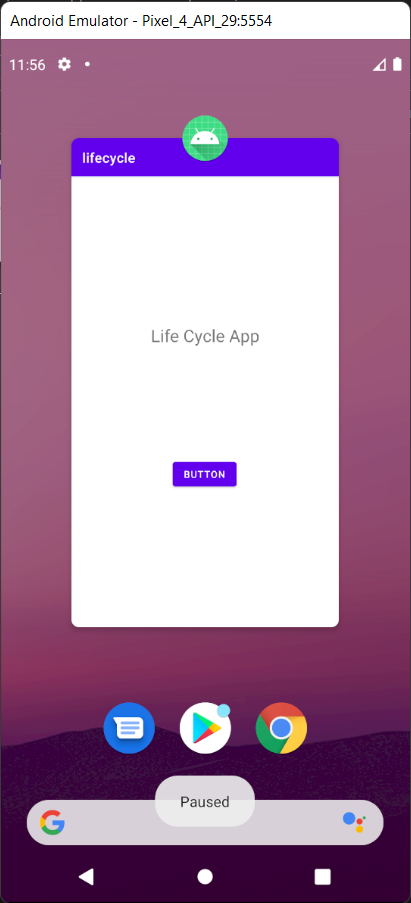 Android Emulator - Pixel_4_API_29:5554
11:56
lifecycle
Life Cycle App
BUTTON
Paused